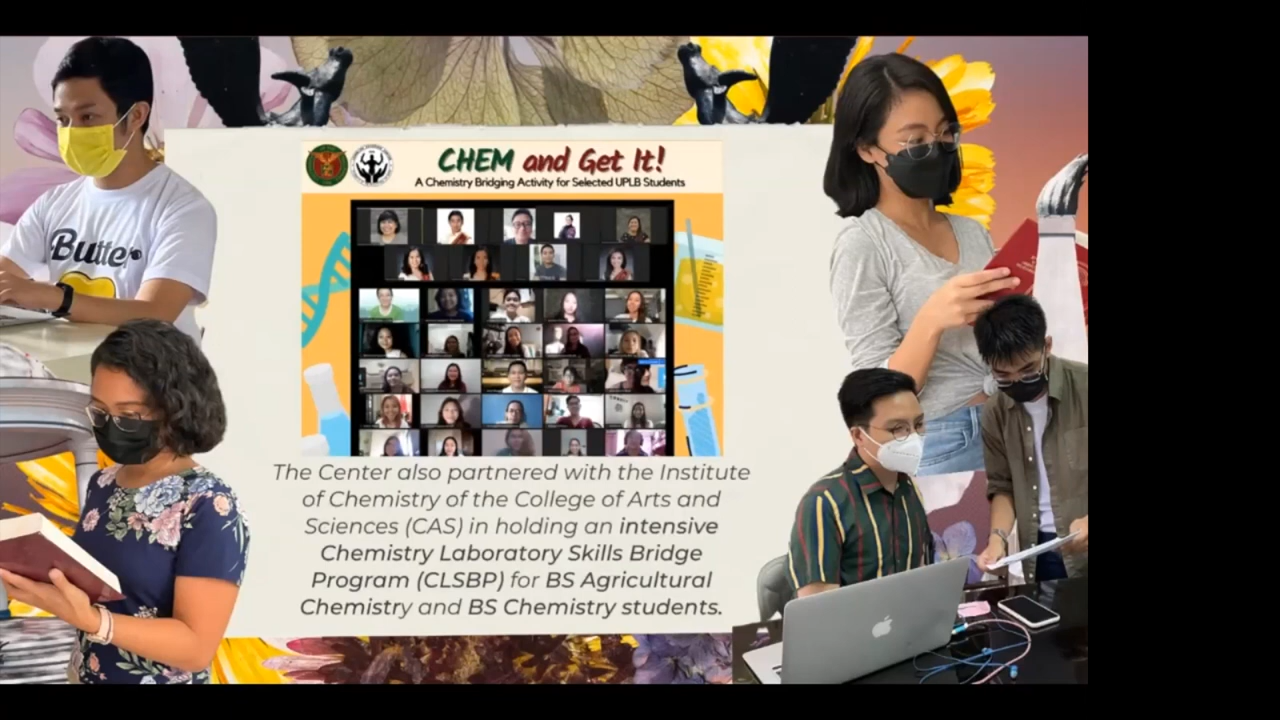 CHEM and Get It!
A Chemistry Bridging Activity for Selected UPLB Students
Butter
The Center also partnered with the Institute
of Chemistry of the College of Arts and
Sciences (CAS) in holding an intensive
Chemistry Laboratory Skills Bridge
Program (CLSBP) for BS Agricultural
Chemistry and BS Chemistry students.